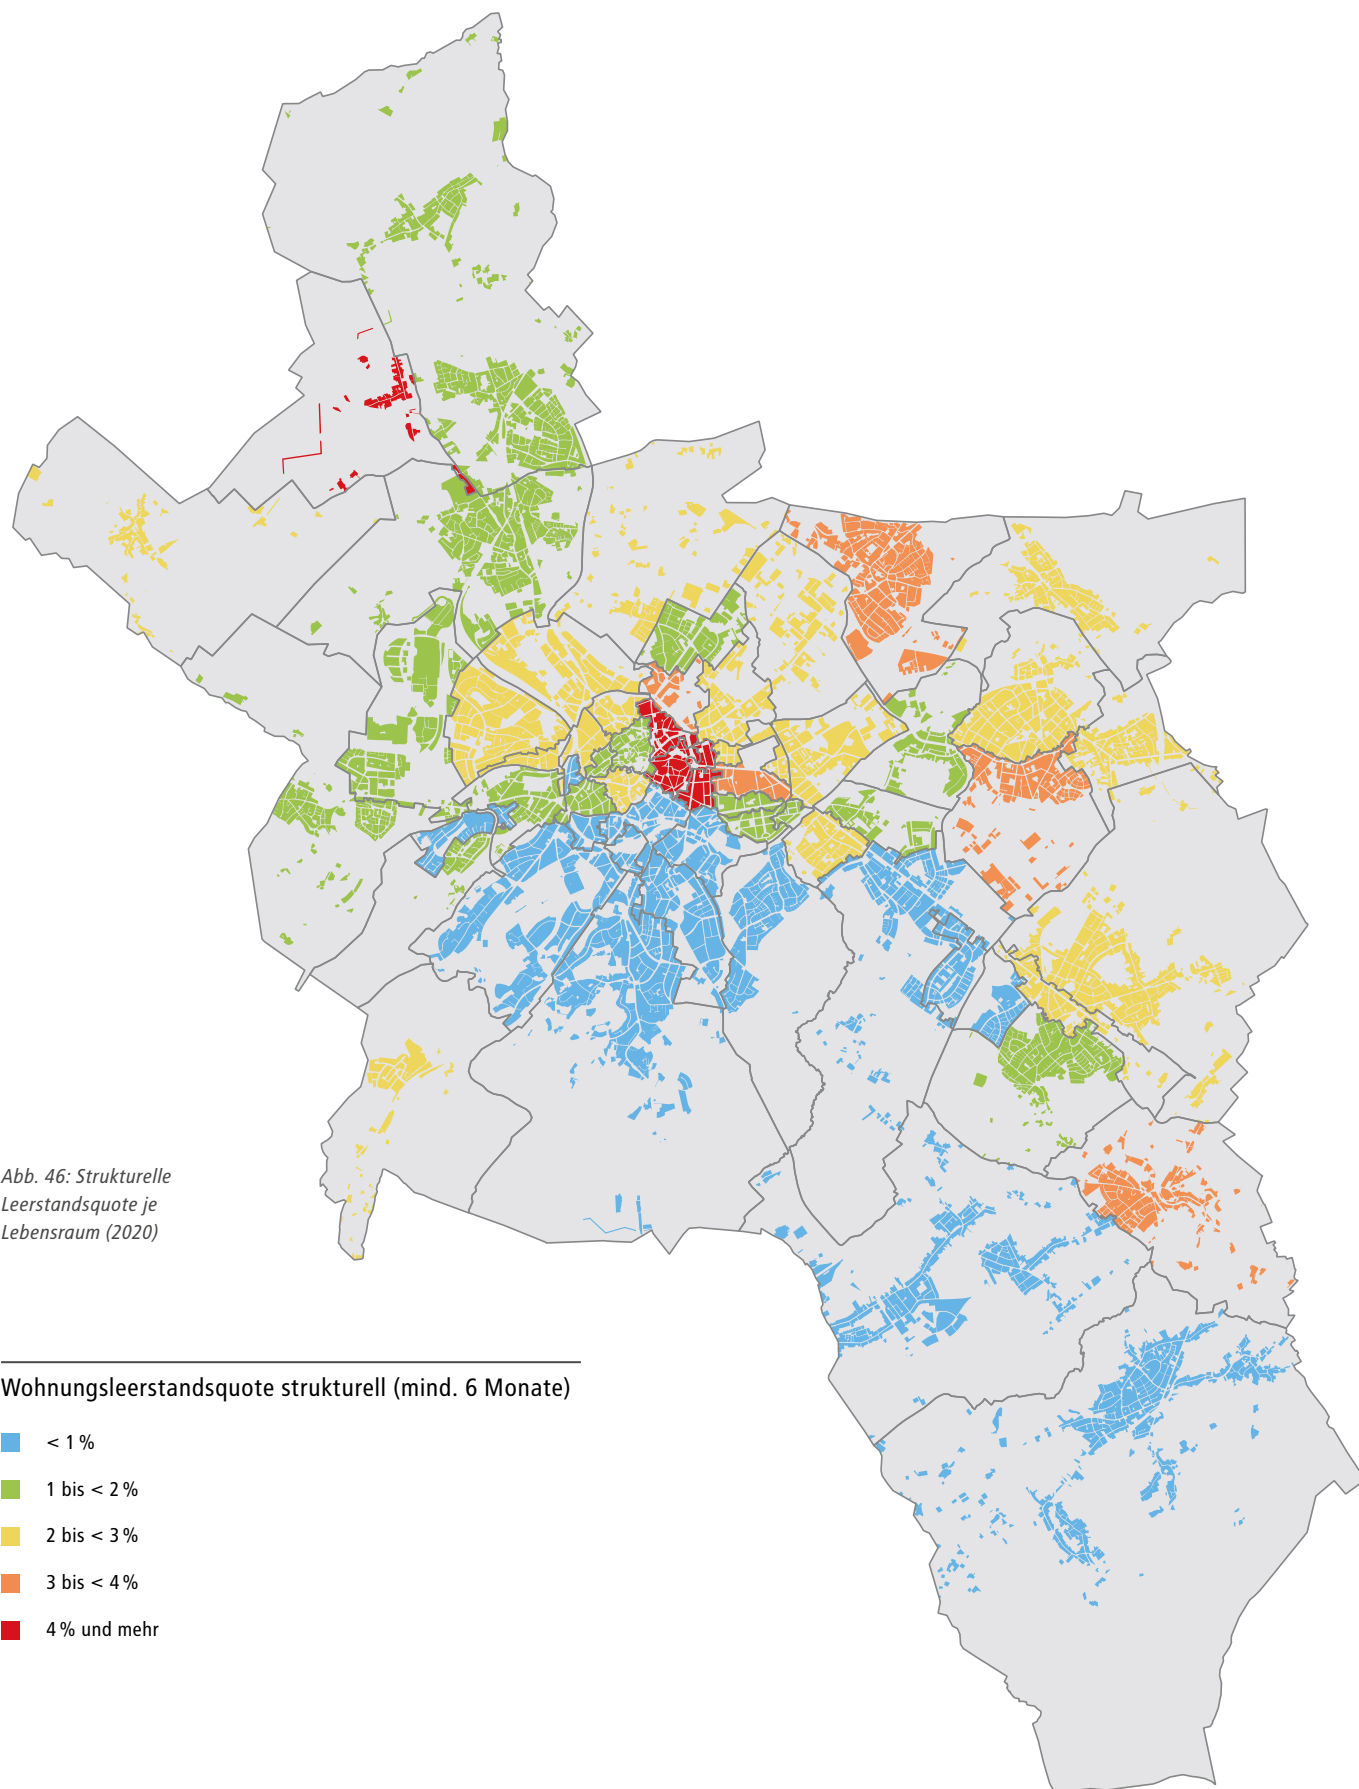 Abb. 46: Strukturelle
Leerstandsquote je
Lebensraum (2020)
Wohnungsleerstandsquote strukturell (mind. 6 Monate)
< 1 %
1 bis < 2 %
2 bis < 3 %
3 bis < 4 %
4 % und mehr